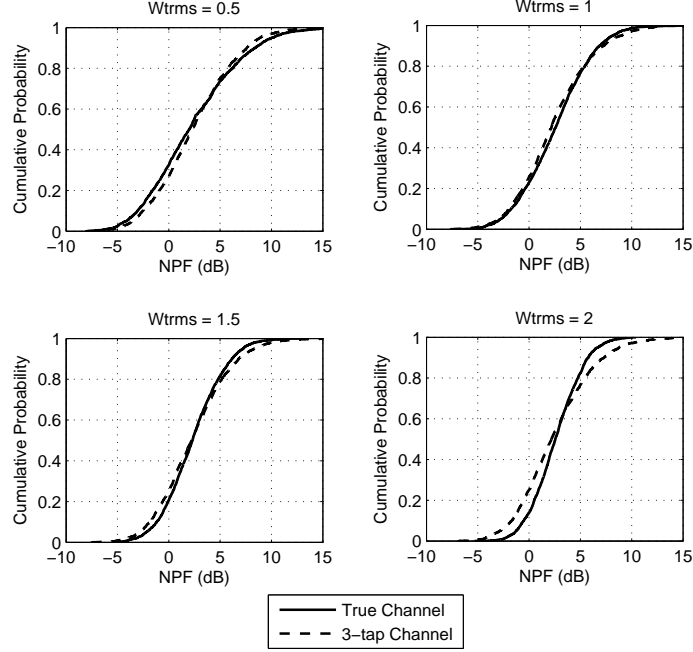 Wtrms = 0.5
1
0.8
0.6
0.4
0.2
0
Cumulative Probability
−10 −5 0 5 10 15
NPF (dB)
Wtrms = 1
1
0.8
0.6
0.4
0.2
0
Cumulative Probability
−10 −5 0 5 10 15
NPF (dB)
Wtrms = 1.5
1
0.8
0.6
0.4
0.2
0
Cumulative Probability
−10 −5 0 5 10 15
NPF (dB)
Wtrms = 2
1
0.8
0.6
0.4
0.2
0
Cumulative Probability
−10 −5 0 5 10 15
NPF (dB)
True Channel
3−tap Channel